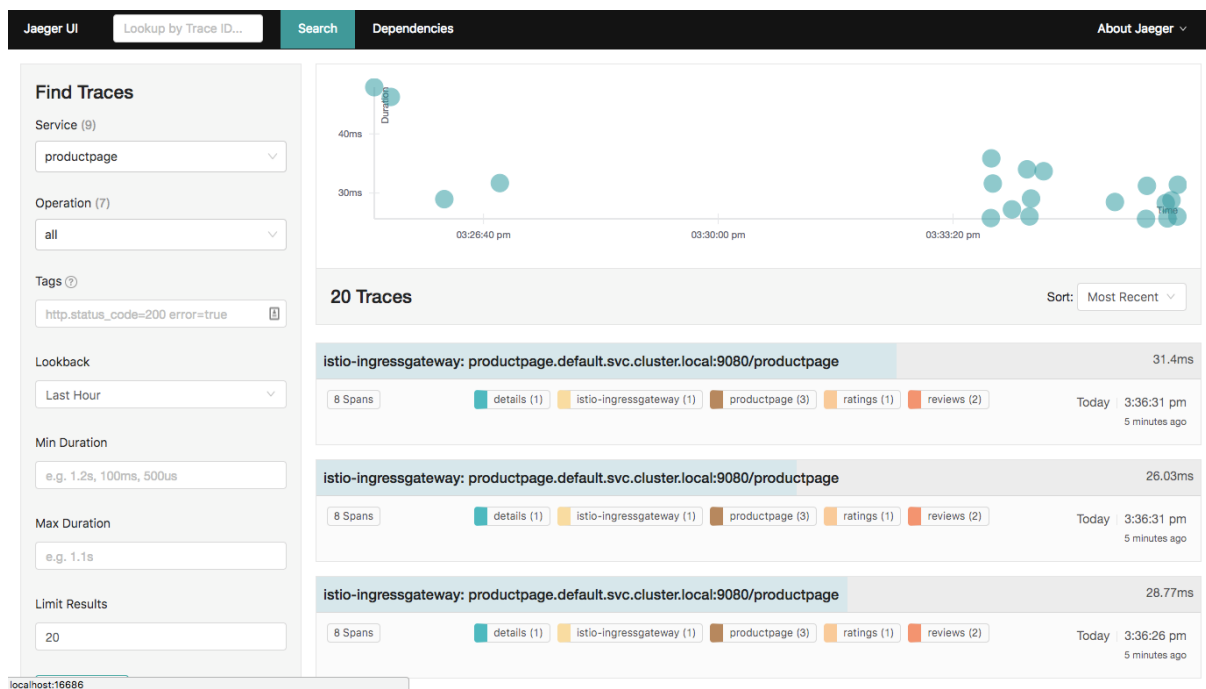 Jaeger UI Lookup by Trace ID... Search Dependencies About Jaeger
Find Traces
Service (9)
productpage
Operation (7)
all
Tags ?
http.status_code=200 error=true
Lookback
Last Hour
Min Duration
e.g. 1.2s, 100ms, 500us
Max Duration
e.g. 1.1s
Limit Results
20
localhost:16686
Duration
40ms
30ms
Time
03:26:40 pm 03:30:00 pm 03:33:20 pm
20 Traces Sort: Most Recent
istio-ingressgateway: productpage.default.svc.cluster.local:9080/productpage 31.4ms
8 Spans details (1) istio-ingressgateway (1) productpage (3) ratings (1) reviews (2) Today 3:36:31 pm
5 minutes ago
istio-ingressgateway: productpage.default.svc.cluster.local:9080/productpage 26.03ms
8 Spans details (1) istio-ingressgateway (1) productpage (3) ratings (1) reviews (2) Today 3:36:31 pm
5 minutes ago
istio-ingressgateway: productpage.default.svc.cluster.local:9080/productpage 28.77ms
8 Spans details (1) istio-ingressgateway (1) productpage (3) ratings (1) reviews (2) Today 3:36:26 pm
5 minutes ago